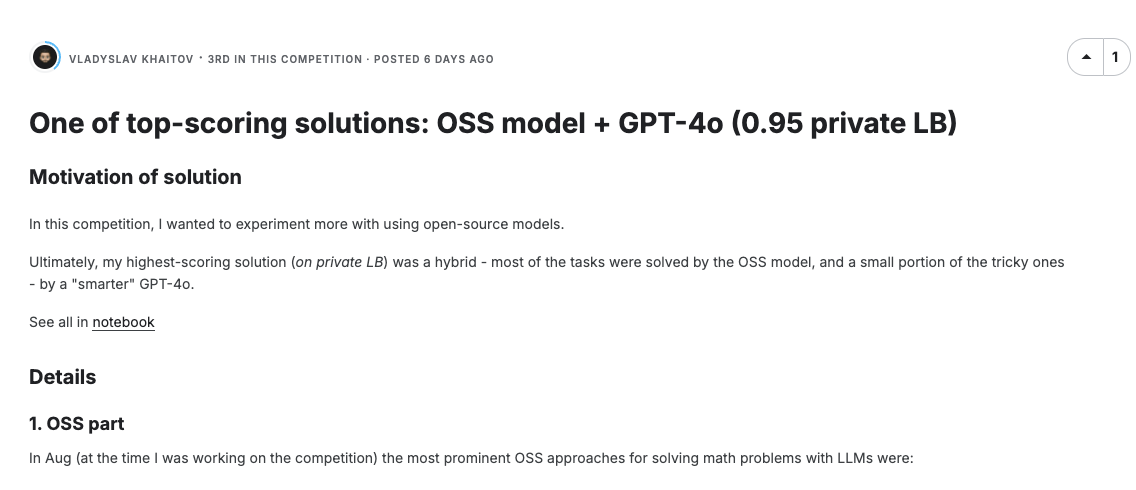 VLADYSLAV KHAITOV · 3RD IN THIS COMPETITION · POSTED 6 DAYS AGO
1
One of top-scoring solutions: OSS model + GPT-4o (0.95 private LB)
Motivation of solution
In this competition, I wanted to experiment more with using open-source models.
Ultimately, my highest-scoring solution (on private LB) was a hybrid - most of the tasks were solved by the OSS model, and a small portion of the tricky ones
- by a "smarter" GPT-4o.
See all in notebook
Details
1. OSS part
In Aug (at the time I was working on the competition) the most prominent OSS approaches for solving math problems with LLMs were: